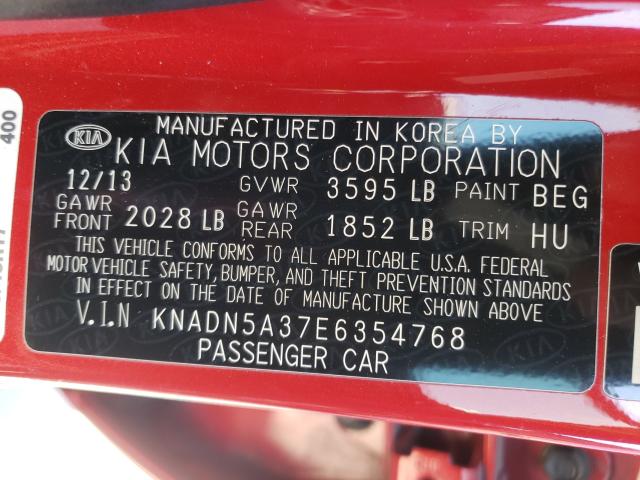 MANUFACTURED IN KOREA BY
KIA KIA MOTORS CORPORATION
12/13 GVWR 3595 LB PAINT BEG
GAWR FRONT 2028 LB GAWR REAR 1852 LB TRIM HU
THIS VEHICLE CONFORMS TO ALL APPLICABLE U.S.A. FEDERAL
MOTOR VEHICLE SAFETY, BUMPER, AND THEFT PREVENTION STANDARDS
IN EFFECT ON THE DATE OF MANUFACTURE SHOWN ABOVE
V.I.N KNADN5A37E6354768
PASSENGER CAR
400